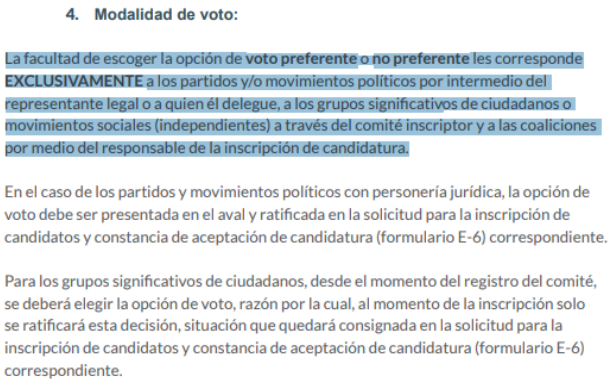 4. Modalidad de voto:
La facultad de escoger la opción de voto preferente o no preferente les corresponde
EXCLUSIVAMENTE a los partidos y/o movimientos políticos por intermedio del
representante legal o a quien él delegue, a los grupos significativos de ciudadanos o
movimientos sociales (independientes) a través del comité inscriptor y a las coaliciones
por medio del responsable de la inscripción de candidatura.
En el caso de los partidos y movimientos políticos con personería jurídica, la opción de
voto debe ser presentada en el aval y ratificada en la solicitud para la inscripción de
candidatos y constancia de aceptación de candidatura (formulario E-6) correspondiente.
Para los grupos significativos de ciudadanos, desde el momento del registro del comité,
se deberá elegir la opción de voto, razón por la cual, al momento de la inscripción solo
se ratificará esta decisión, situación que quedará consignada en la solicitud para la
inscripción de candidatos y constancia de aceptación de candidatura (formulario E-6)
correspondiente.